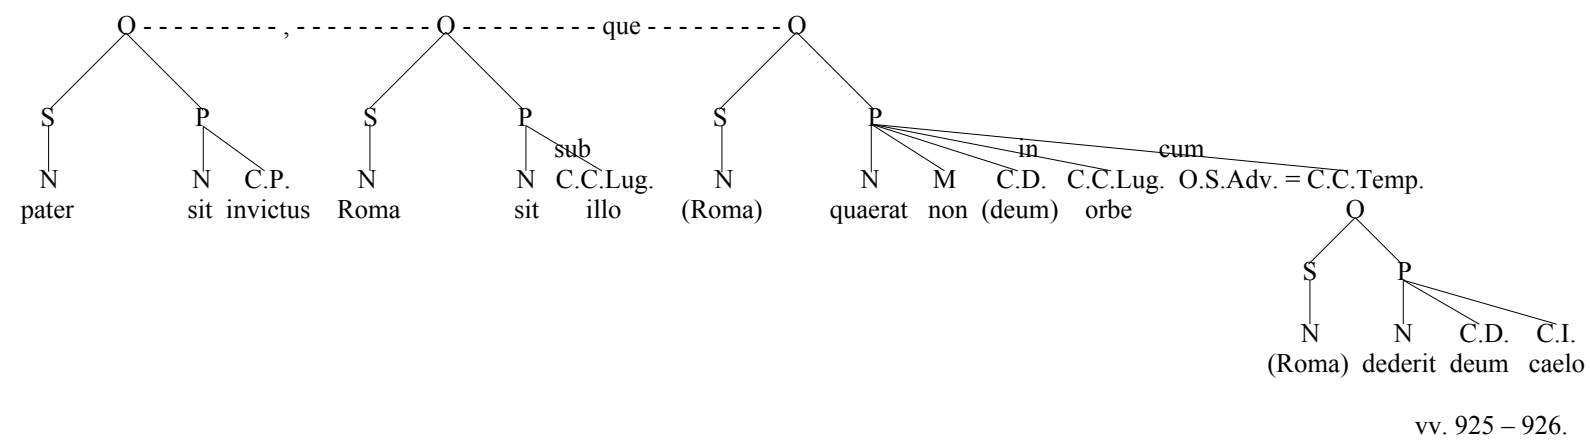 O - - - - - - - - - , - - - - - - - - - O - - - - - - - - - que - - - - - - - - - O
S P S P S P
sub in cum
N N C.P. N N C.C.Lug. N N M C.D. C.C.Lug. O.S.Adv. = C.C.Temp.
pater sit invictus Roma sit illo (Roma) quaerat non (deum) orbe
O
S P
N N C.D. C.I.
(Roma) dederit deum caelo
vv. 925 – 926.